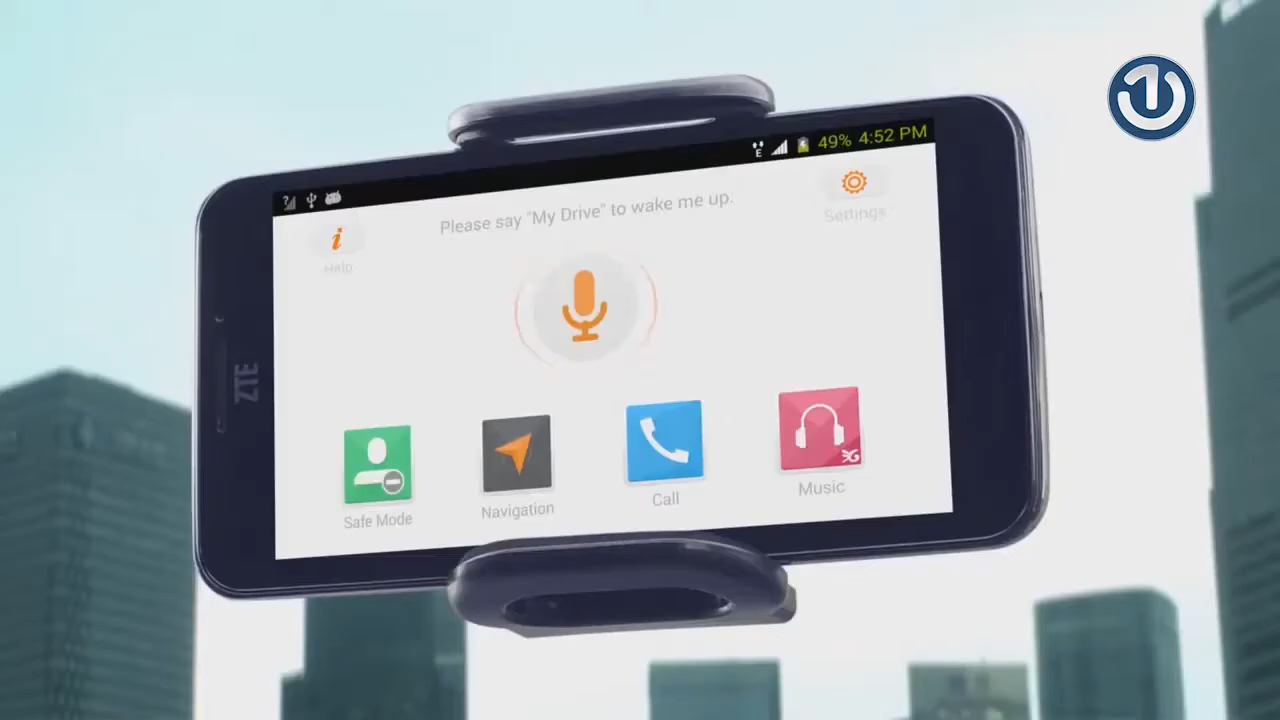 49% 4:52 PM
Please say "My Drive" to wake me up.
Help
Settings
ZTE
Safe Mode
Navigation
Call
Music